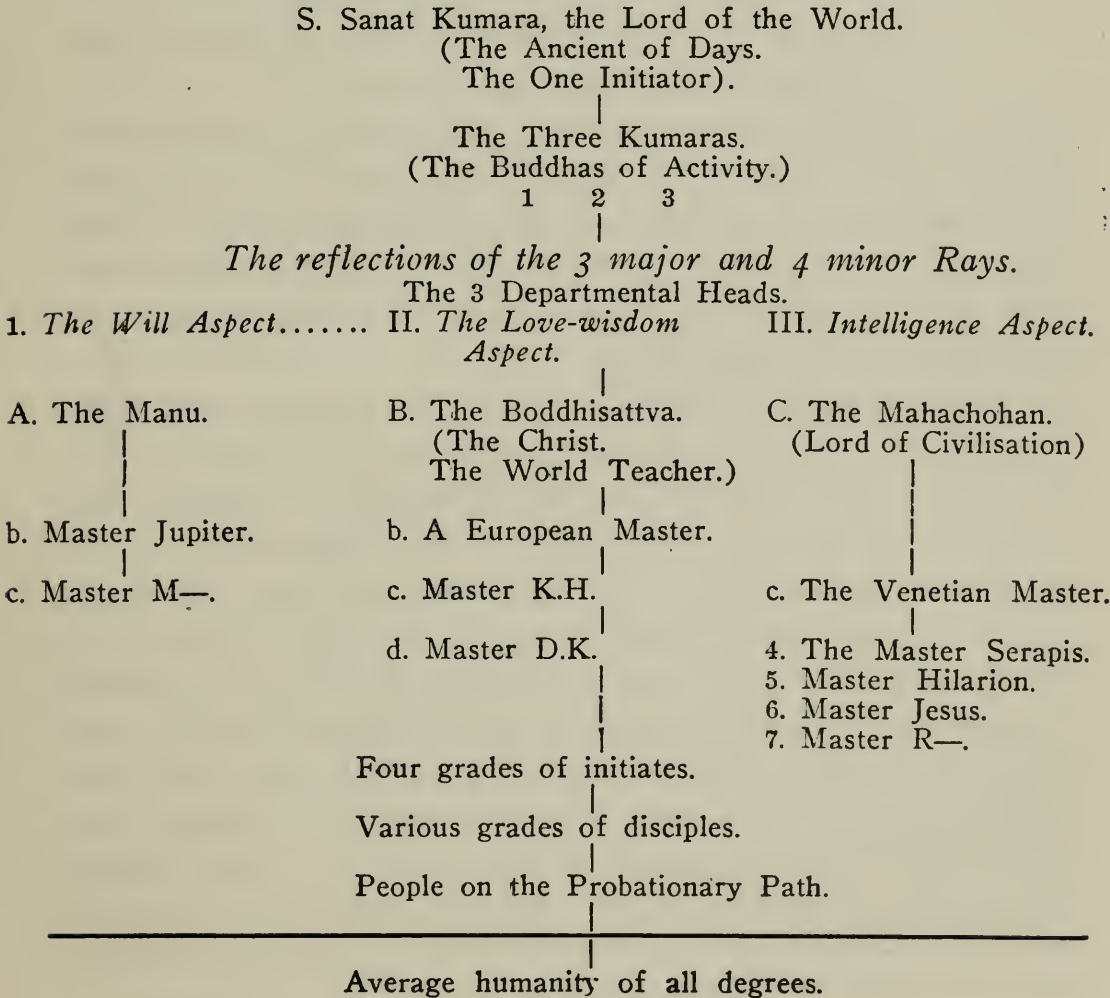 S. Sanat Kumara, the Lord of the World.
(The Ancient of Days.
The One Initiator).
The Three Kumaras.
(The Buddhas of Activity.)
1 2 3
The reflections of the 3 major and 4 minor Rays.
The 3 Departmental Heads.
1. The Will Aspect....... II. The Love-wisdom III. Intelligence Aspect.
Aspect.
A. The Manu. B. The Boddhisattva. C. The Mahachohan.
(The Christ. (Lord of Civilisation)
The World Teacher.)
b. Master Jupiter. b. A European Master.
c. Master M—. c. Master K.H. c. The Venetian Master.
d. Master D.K. 4. The Master Serapis.
5. Master Hilarion.
6. Master Jesus.
7. Master R—.
Four grades of initiates.
Various grades of disciples.
People on the Probationary Path.
Average humanity of all degrees.